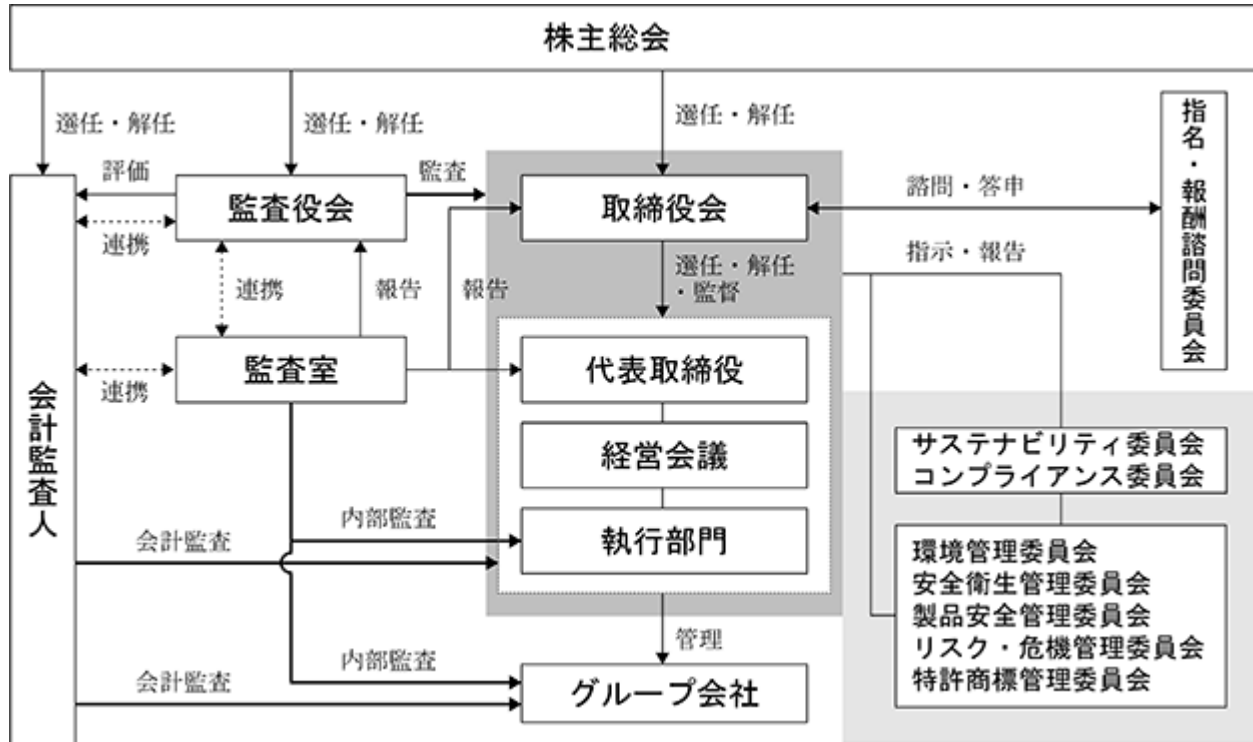 株主総会
選任・解任
選任・解任
選任・解任
指名・報酬諮問委員会
評価
監査役会
監査
取締役会
諮問・答申
連携
指示・報告
選任・解任
・監督
連携
報告
報告
監査室
代表取締役
連携
会計監査人
経営会議
サステナビリティ委員会
コンプライアンス委員会
内部監査
執行部門
会計監査
環境管理委員会
安全衛生管理委員会
製品安全管理委員会
リスク・危機管理委員会
特許商標管理委員会
管理
内部監査
会計監査
グループ会社